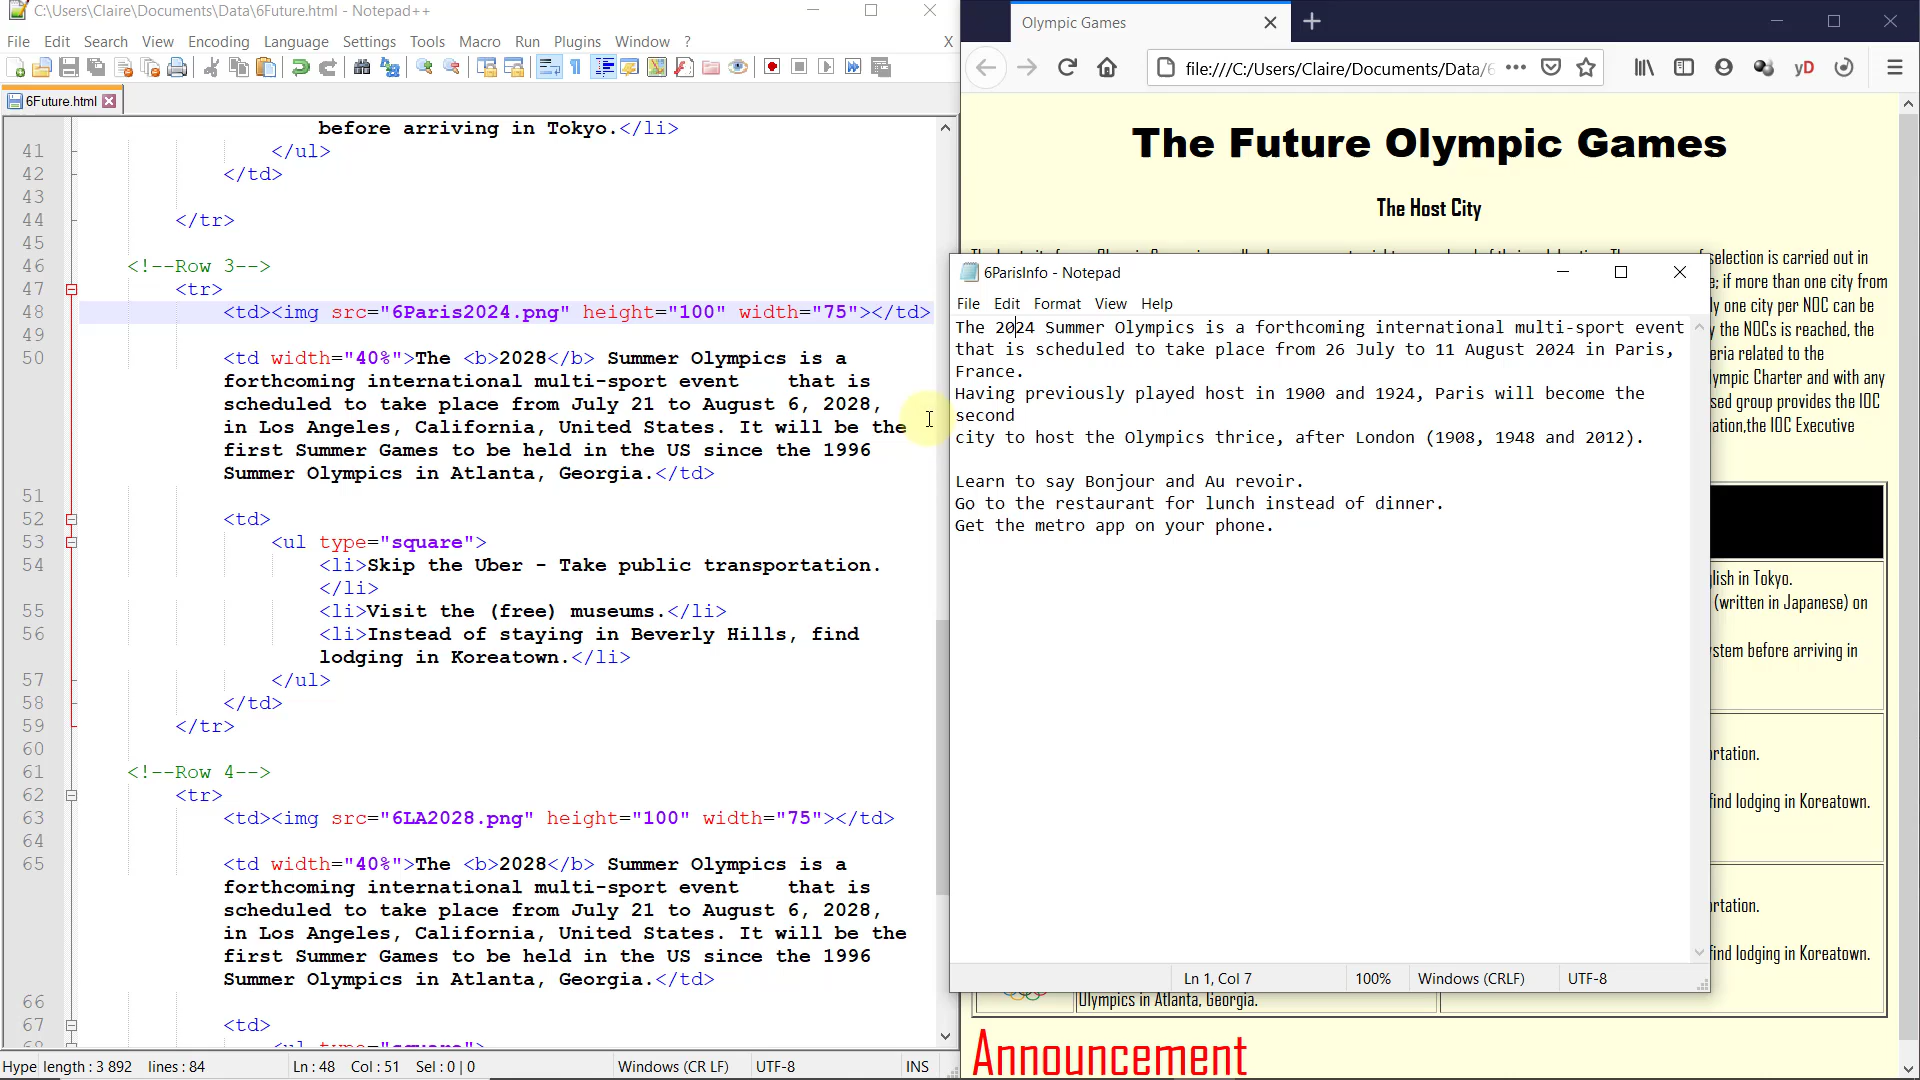 C:\Users\Claire\Documents\Data\6Future.html - Notepad++
File Edit Search View Encoding Language Settings Tools Macro Run Plugins Window ? X
6Future.html
before arriving in Tokyo.</li>
41 </ul>
42 </td>
43
44 </tr>
45
46 <!--Row 3-->
47 <tr>
48 <td><img src="6Paris2024.png" height="100" width="75"></td>
49
50 <td width="40%">The <b>2028</b> Summer Olympics is a
forthcoming international multi-sport event    that is
scheduled to take place from July 21 to August 6, 2028,
in Los Angeles, California, United States. It will be the
first Summer Games to be held in the US since the 1996
Summer Olympics in Atlanta, Georgia.</td>
51
52 <td>
53 <ul type="square">
54 <li>Skip the Uber - Take public transportation.
</li>
55 <li>Visit the (free) museums.</li>
56 <li>Instead of staying in Beverly Hills, find
lodging in Koreatown.</li>
57 </ul>
58 </td>
59 </tr>
60
61 <!--Row 4-->
62 <tr>
63 <td><img src="6LA2028.png" height="100" width="75"></td>
64
65 <td width="40%">The <b>2028</b> Summer Olympics is a
forthcoming international multi-sport event    that is
scheduled to take place from July 21 to August 6, 2028,
in Los Angeles, California, United States. It will be the
first Summer Games to be held in the US since the 1996
Summer Olympics in Atlanta, Georgia.</td>
66
67 <td>
Hype length : 3 892 lines : 84 Ln : 48 Col : 51 Sel : 0 | 0 Windows (CR LF) UTF-8 INS
Olympic Games
file:///C:/Users/Claire/Documents/Data/6
yD
The Future Olympic Games
The Host City
selection is carried out in
e; if more than one city from
ly one city per NOC can be
y the NOCs is reached, the
eria related to the
lympic Charter and with any
sed group provides the IOC
ation,the IOC Executive
6ParisInfo - Notepad
File Edit Format View Help
The 2024 Summer Olympics is a forthcoming international multi-sport event
that is scheduled to take place from 26 July to 11 August 2024 in Paris,
France.
Having previously played host in 1900 and 1924, Paris will become the
second
city to host the Olympics thrice, after London (1908, 1948 and 2012).
Learn to say Bonjour and Au revoir.
Go to the restaurant for lunch instead of dinner.
Get the metro app on your phone.
Ln 1, Col 7 100% Windows (CRLF) UTF-8
glish in Tokyo.
(written in Japanese) on
ystem before arriving in
rtation.
find lodging in Koreatown.
rtation.
find lodging in Koreatown.
Olympics in Atlanta, Georgia.
Announcement